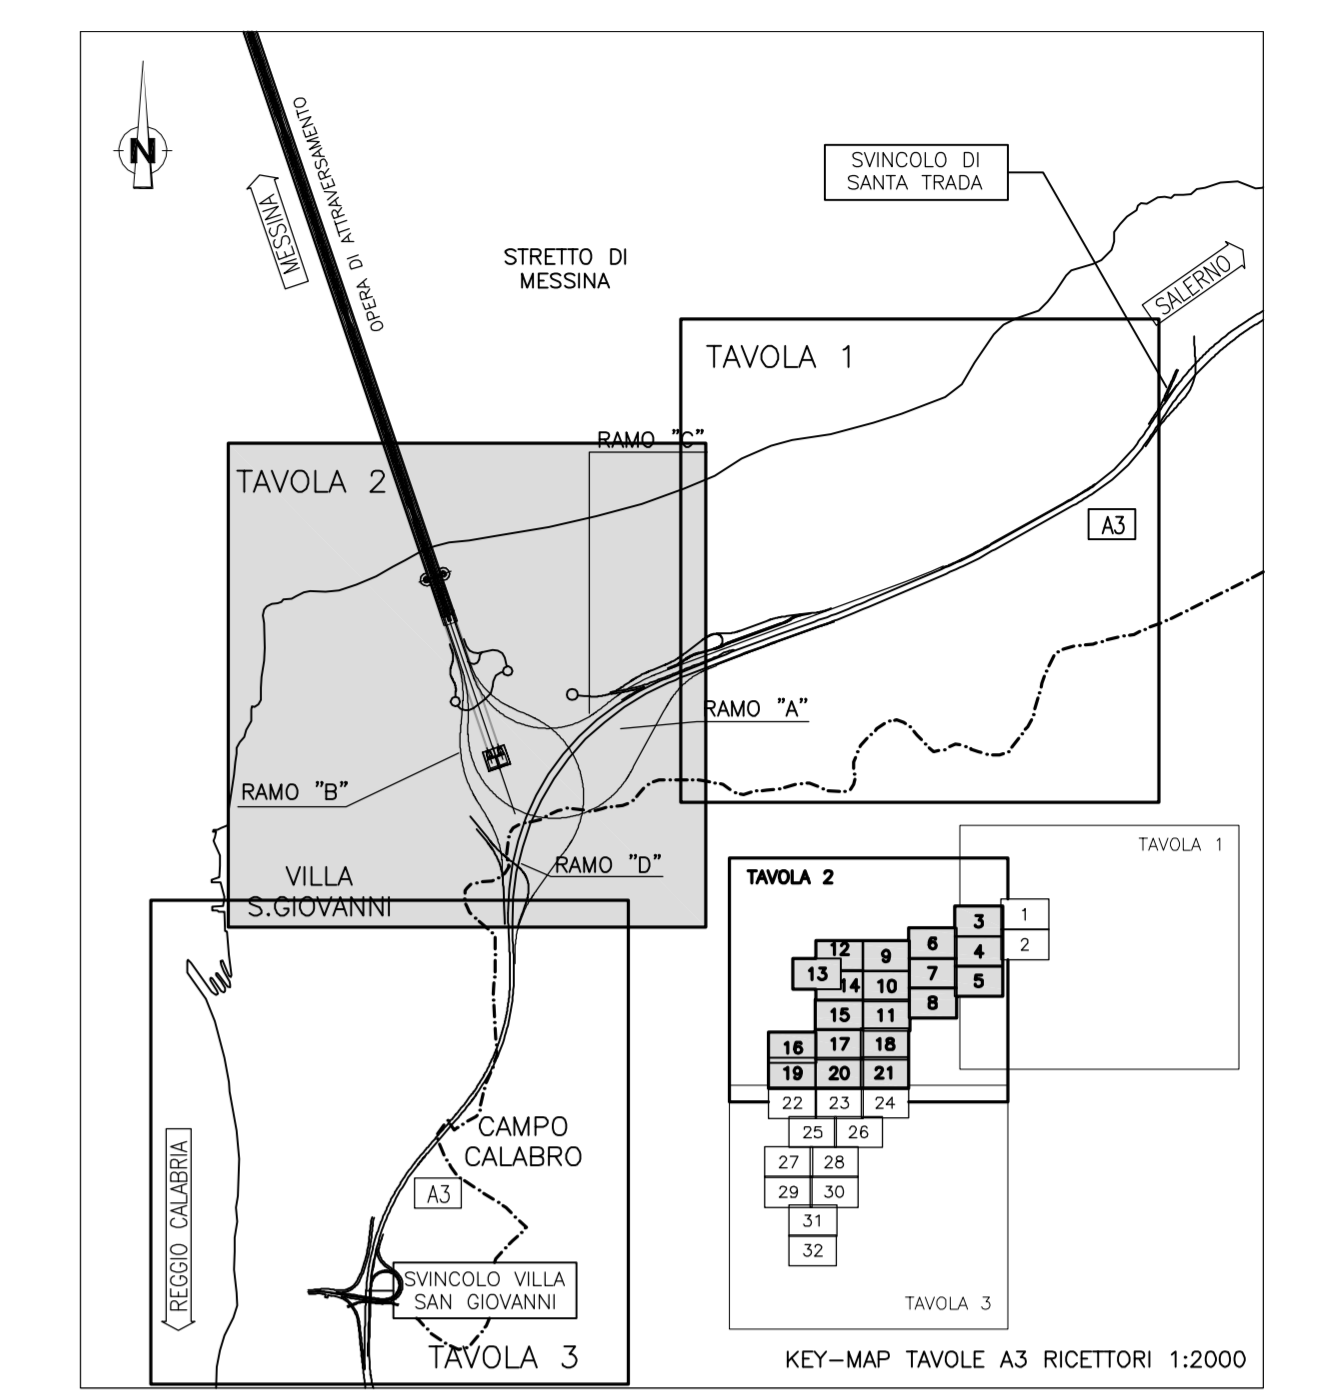 N
MESSINA
OPERA DI ATTRAVERSAMENTO
STRETTO DI
MESSINA
SVINCOLO DI
SANTA TRADA
SALERNO
TAVOLA 1
RAMO "C"
TAVOLA 2
A3
RAMO "A"
RAMO "B"
RAMO "D"
VILLA
S.GIOVANNI
CAMPO
CALABRO
A3
REGGIO CALABRIA
SVINCOLO VILLA
SAN GIOVANNI
TAVOLA 3
TAVOLA 1
TAVOLA 2
3 1
4 2
5
6
7
8
12 9
13 14 10
15 11
16 17 18
19 20 21
22 23 24
25 26
27 28
29 30
31
32
TAVOLA 3
KEY-MAP TAVOLE A3 RICETTORI 1:2000